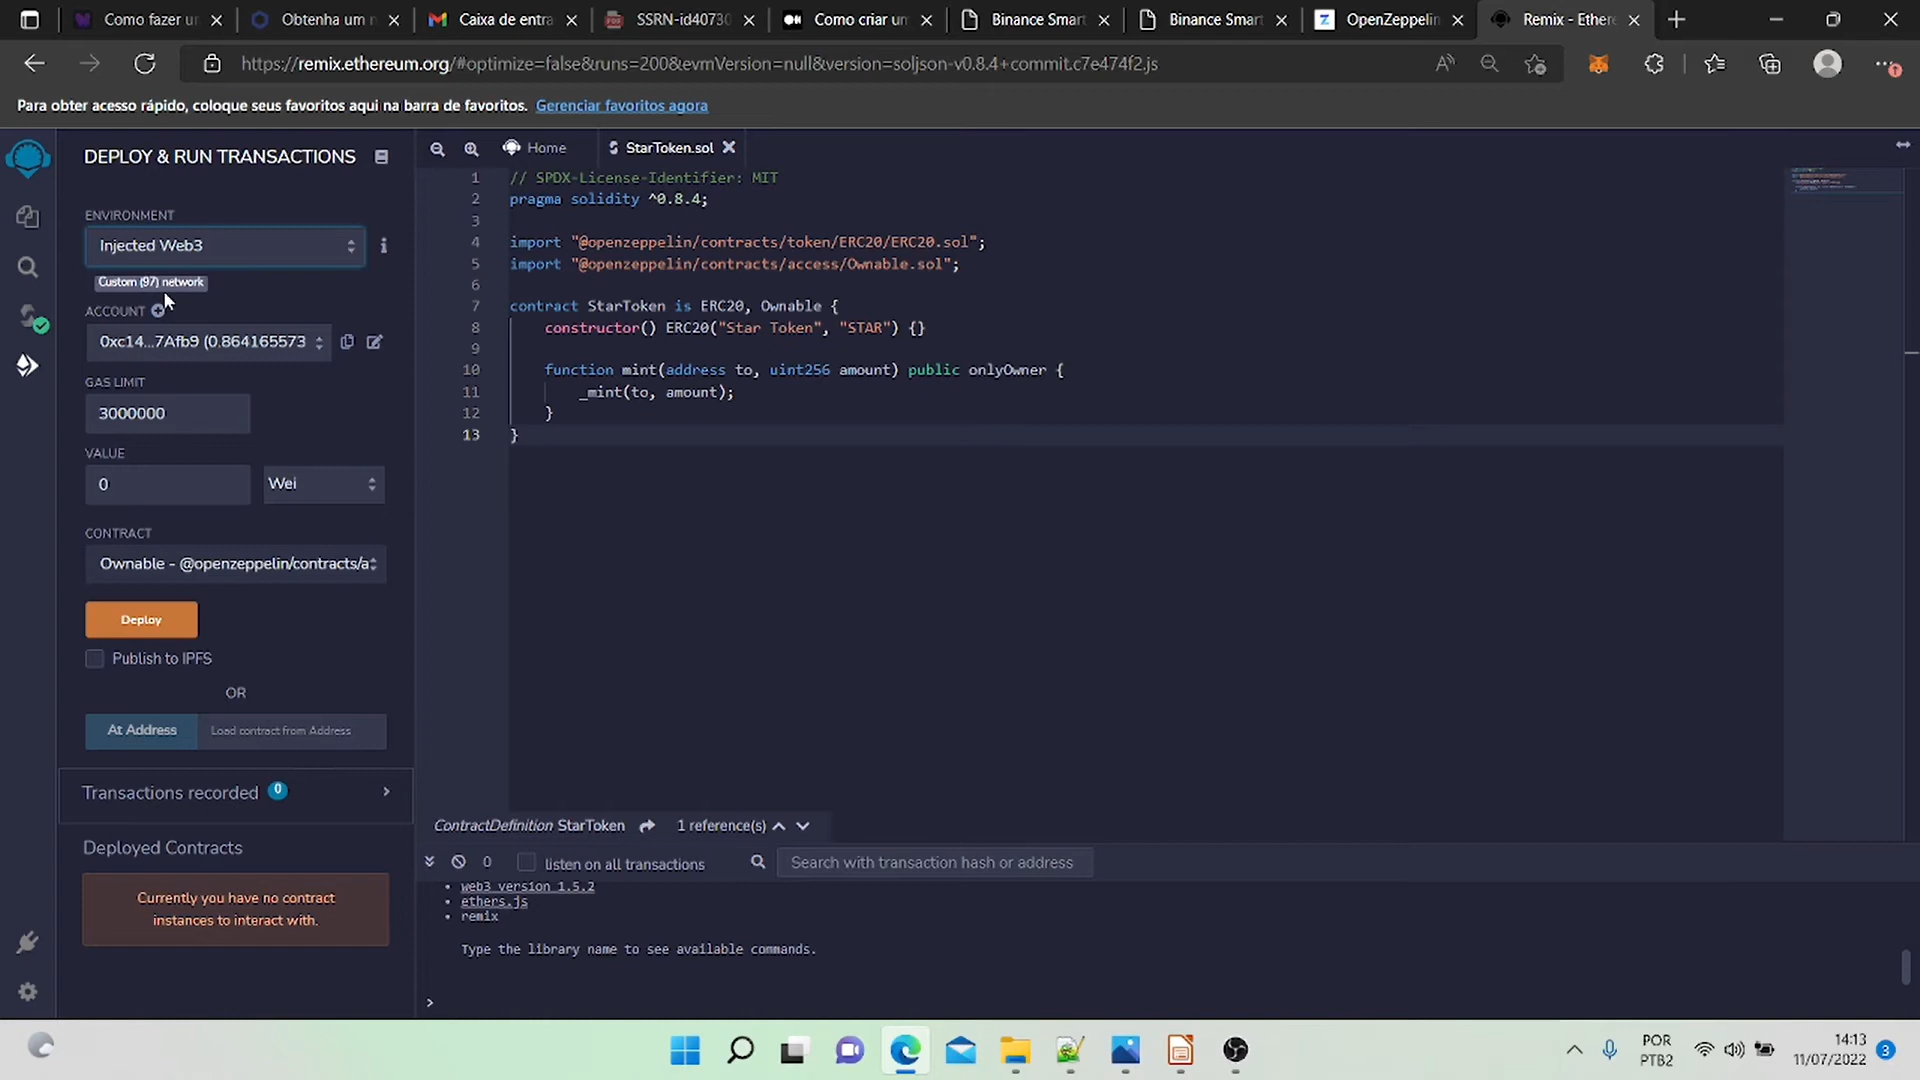 Como fazer ur
Obtenha um n
Caixa de entra
SSRN-id40730
Como criar um
Binance Smar
Binance Smart
OpenZeppelin
Remix - Ethere
https://remix.ethereum.org/#optimize=false&runs=200&evmVersion=null&version=soljson-v0.8.4+commit.c7e474f2.js
Para obter acesso rápido, coloque seus favoritos aqui na barra de favoritos. Gerenciar favoritos agora
DEPLOY & RUN TRANSACTIONS
ENVIRONMENT
Injected Web3
Custom (97) network
ACCOUNT
0xc14...7Afb9 (0.864165573
GAS LIMIT
3000000
VALUE
0
Wei
CONTRACT
Ownable - @openzeppelin/contracts/a
Deploy
Publish to IPFS
OR
At Address
Load contract from Address
Transactions recorded 0
Deployed Contracts
Currently you have no contract
instances to interact with.
Home
StarToken.sol
1 // SPDX-License-Identifier: MIT
2 pragma solidity ^0.8.4;
3
4 import "@openzeppelin/contracts/token/ERC20/ERC20.sol";
5 import "@openzeppelin/contracts/access/Ownable.sol";
6
7 contract StarToken is ERC20, Ownable {
8 constructor() ERC20("Star Token", "STAR") {}
9
10 function mint(address to, uint256 amount) public onlyOwner {
11 _mint(to, amount);
12 }
13 }
ContractDefinition StarToken 1 reference(s)
0 listen on all transactions Search with transaction hash or address
• web3 version 1.5.2
• ethers.js
• remix
Type the library name to see available commands.
>
POR
PTB2
14:13
11/07/2022
3